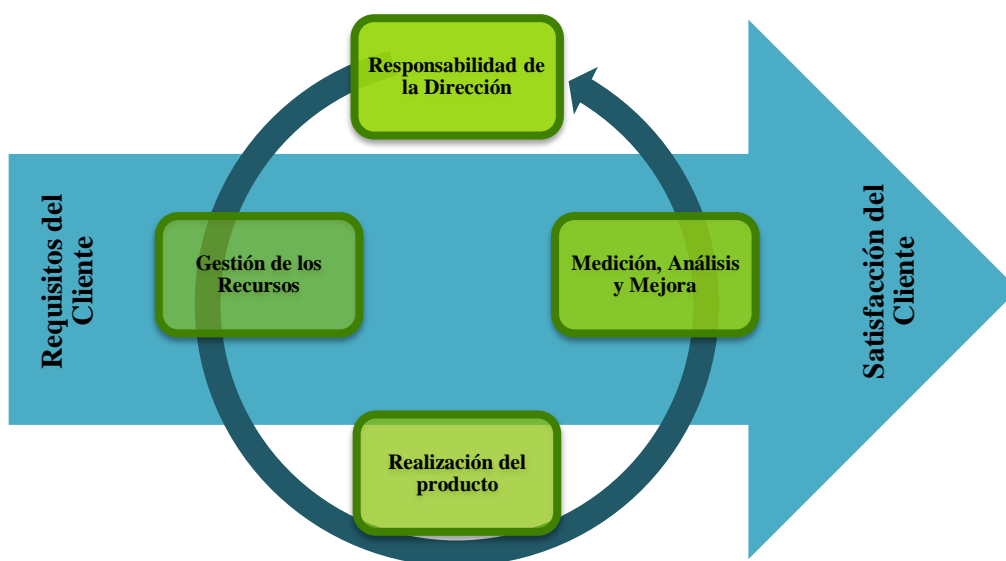 Responsabilidad de
la Dirección
Requisitos del
Cliente
Gestión de los
Recursos
Medición, Análisis
y Mejora
Satisfacción del
Cliente
Realización del
producto